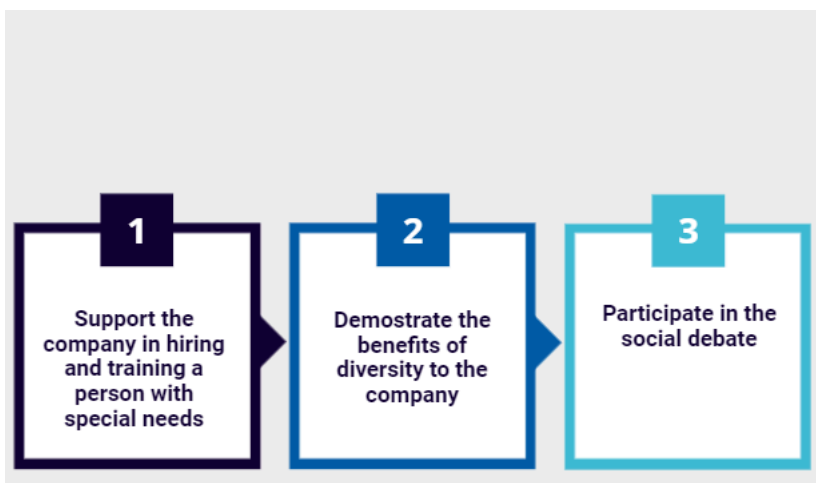 1
Support the
company in hiring
and training a
person with
special needs
2
Demostrate the
benefits of
diversity to the
company
3
Participate in the
social debate